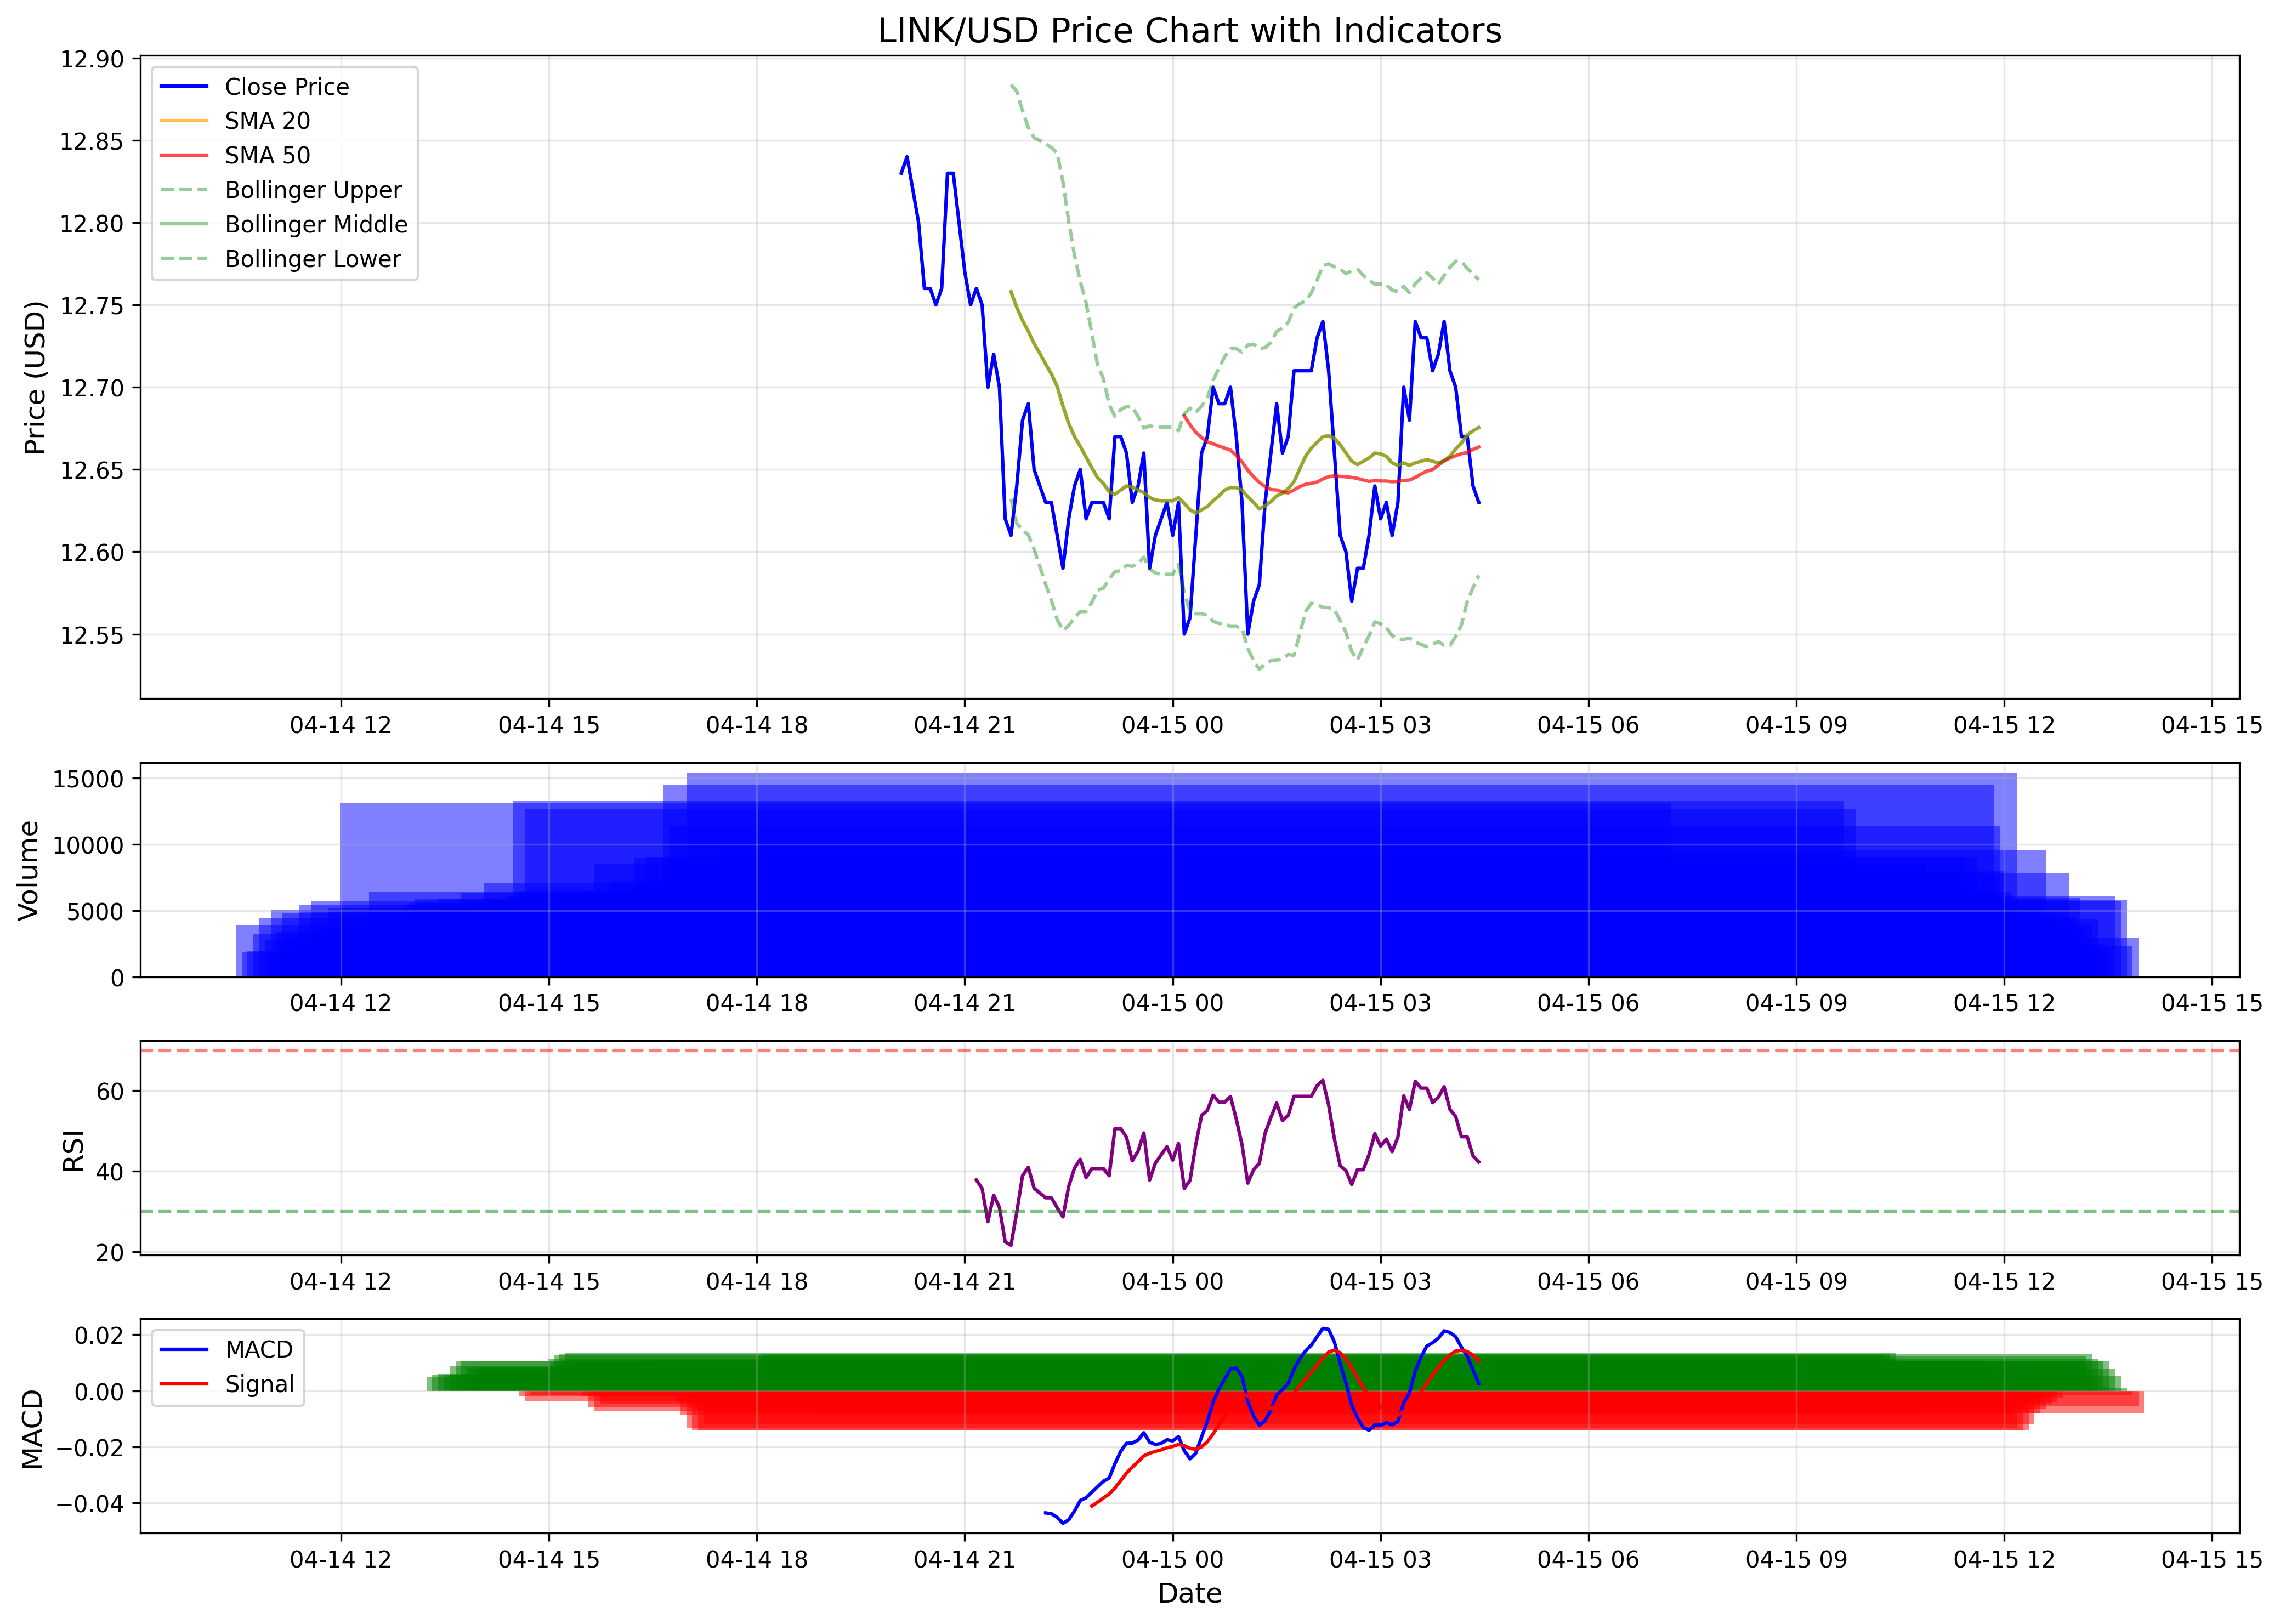 LINK/USD Price Chart with Indicators
Price (USD)
12.90
12.85
12.80
12.75
12.70
12.65
12.60
12.55
Close Price
SMA 20
SMA 50
Bollinger Upper
Bollinger Middle
Bollinger Lower
04-14 12 04-14 15 04-14 18 04-14 21 04-15 00 04-15 03 04-15 06 04-15 09 04-15 12 04-15 15
Volume
15000
10000
5000
0
04-14 12 04-14 15 04-14 18 04-14 21 04-15 00 04-15 03 04-15 06 04-15 09 04-15 12 04-15 15
RSI
60
40
20
04-14 12 04-14 15 04-14 18 04-14 21 04-15 00 04-15 03 04-15 06 04-15 09 04-15 12 04-15 15
MACD
0.02
0.00
−0.02
−0.04
MACD
Signal
04-14 12 04-14 15 04-14 18 04-14 21 04-15 00 04-15 03 04-15 06 04-15 09 04-15 12 04-15 15
Date